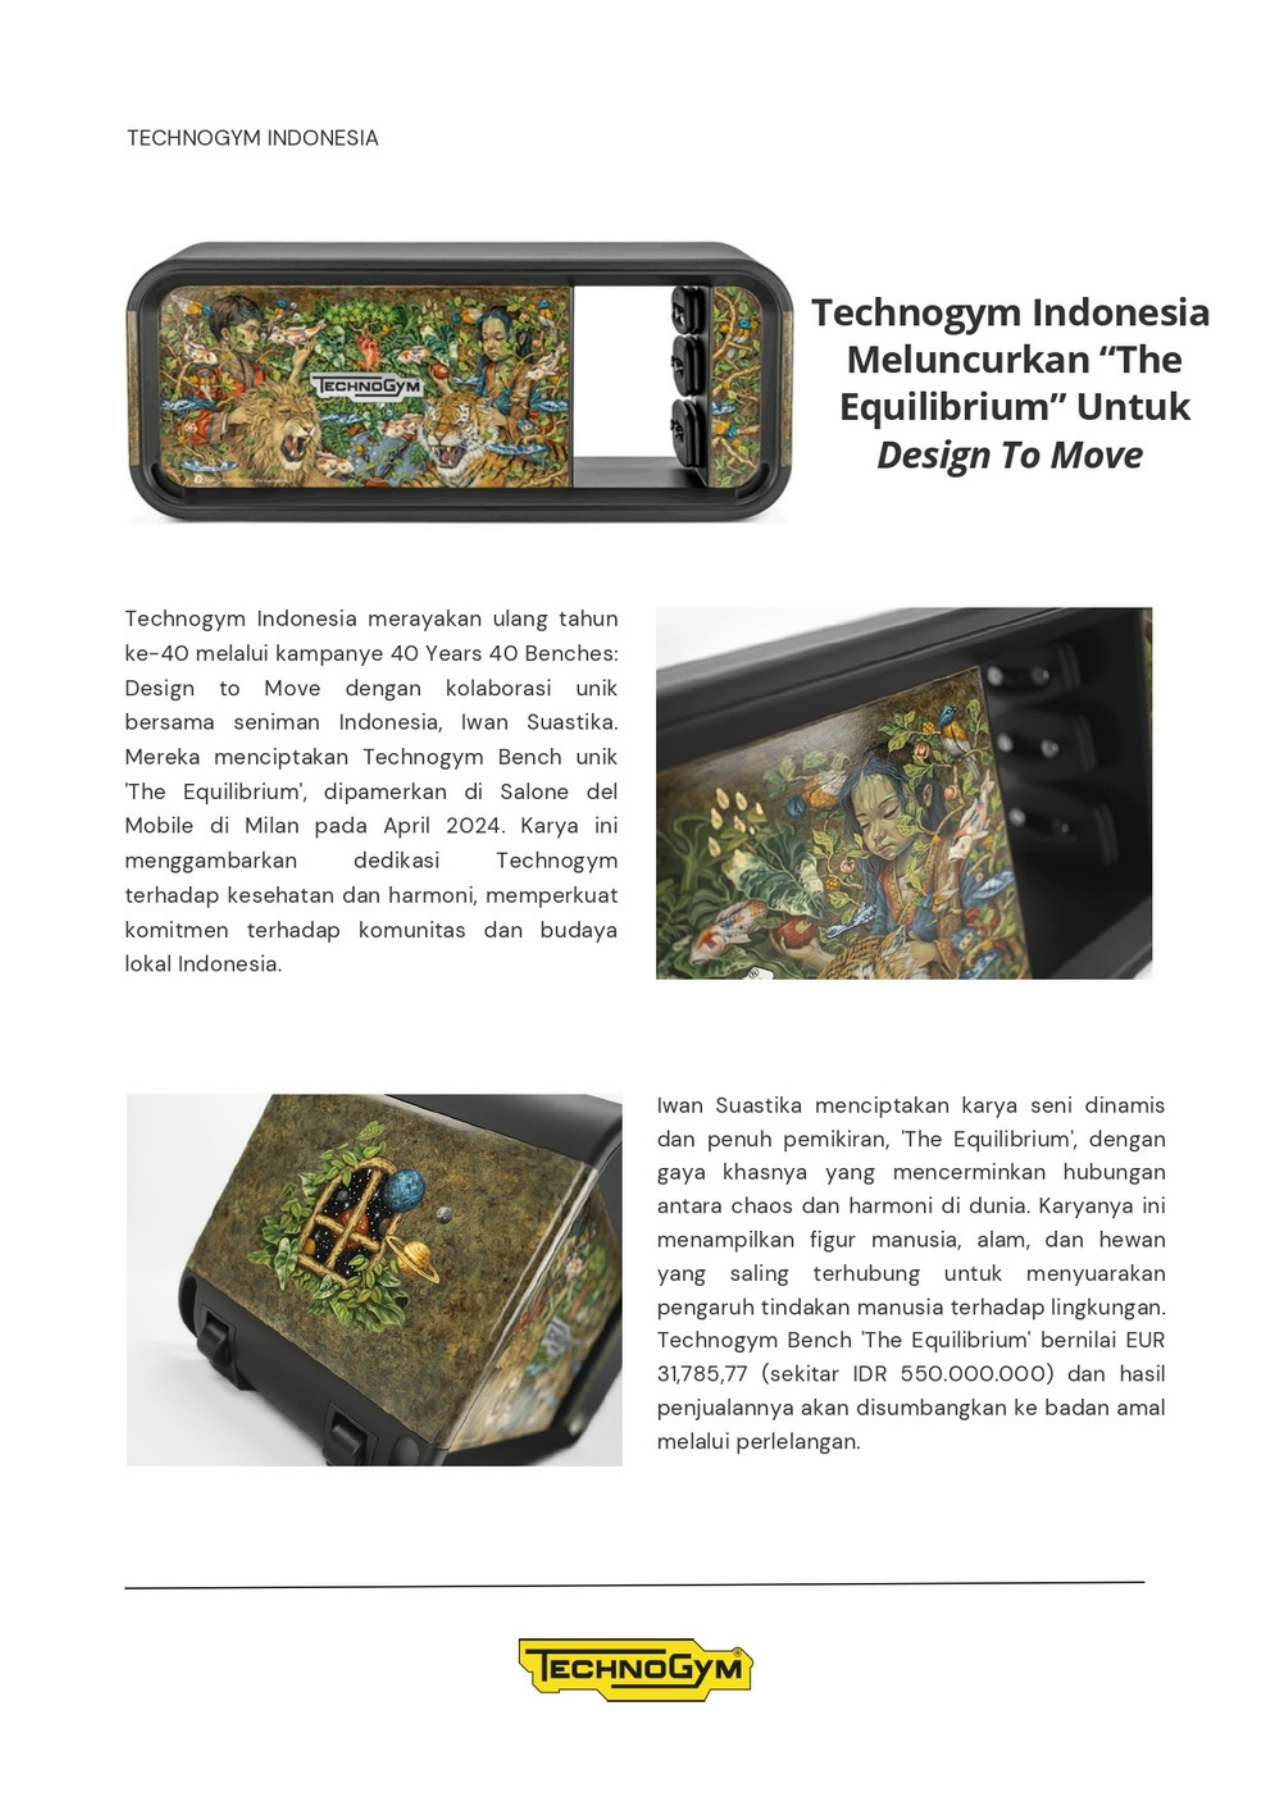 TECHNOGYM INDONESIA
TECHNOGYM
Technogym Indonesia
Meluncurkan “The
Equilibrium” Untuk
Design To Move
Technogym Indonesia merayakan ulang tahun
ke-40 melalui kampanye 40 Years 40 Benches:
Design to Move dengan kolaborasi unik
bersama seniman Indonesia, Iwan Suastika.
Mereka menciptakan Technogym Bench unik
'The Equilibrium', dipamerkan di Salone del
Mobile di Milan pada April 2024. Karya ini
menggambarkan dedikasi Technogym
terhadap kesehatan dan harmoni, memperkuat
komitmen terhadap komunitas dan budaya
lokal Indonesia.
Iwan Suastika menciptakan karya seni dinamis
dan penuh pemikiran, 'The Equilibrium', dengan
gaya khasnya yang mencerminkan hubungan
antara chaos dan harmoni di dunia. Karyanya ini
menampilkan figur manusia, alam, dan hewan
yang saling terhubung untuk menyuarakan
pengaruh tindakan manusia terhadap lingkungan.
Technogym Bench 'The Equilibrium' bernilai EUR
31,785,77 (sekitar IDR 550.000.000) dan hasil
penjualannya akan disumbangkan ke badan amal
melalui perlelangan.
TECHNOGYM®